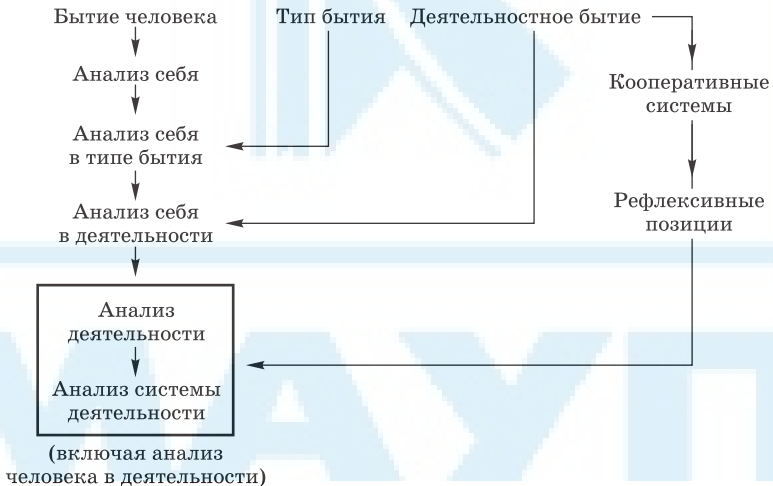 Бытие человека
Тип бытия
Деятельностное бытие
Анализ себя
Кооперативные
системы
Анализ себя
в типе бытия
Анализ себя
в деятельности
Рефлексивные
позиции
Анализ
деятельности
Анализ системы
деятельности
(включая анализ
человека в деятельности)
МАУП